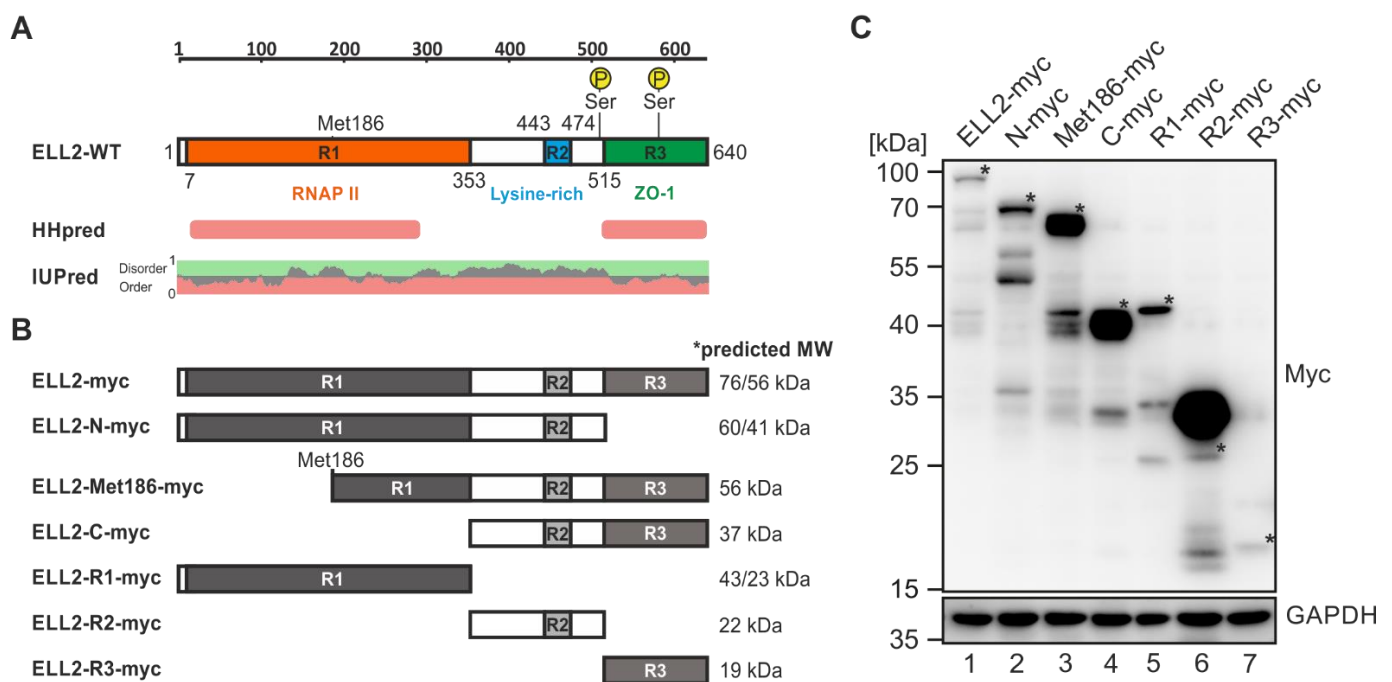 A
1 100 200 300 400 500 600
P P
Ser Ser
Met186 443 474
ELL2-WT 1 R1 R2 R3 640
7 353 515
RNAP II Lysine-rich ZO-1
HHpred
1
Disorder
IUPred
Order
0
B
*predicted MW
ELL2-myc R1 R2 R3 76/56 kDa
ELL2-N-myc R1 R2 60/41 kDa
Met186
ELL2-Met186-myc R1 R2 R3 56 kDa
ELL2-C-myc R2 R3 37 kDa
ELL2-R1-myc R1 43/23 kDa
ELL2-R2-myc R2 22 kDa
ELL2-R3-myc R3 19 kDa
C
ELL2-myc
N-myc
Met186-myc
C-myc
R1-myc
R2-myc
R3-myc
[kDa]
100 *
70 * *
55
40 * *
35
25 *
*
15
Myc
GAPDH
35
1 2 3 4 5 6 7